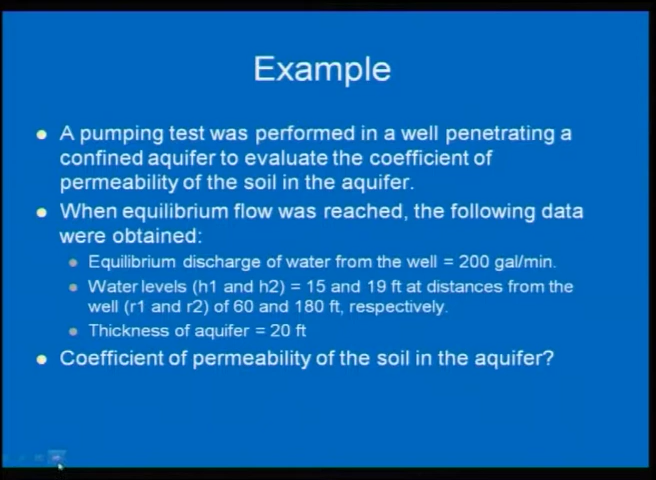 Example
A pumping test was performed in a well penetrating a
confined aquifer to evaluate the coefficient of
permeability of the soil in the aquifer.
When equilibrium flow was reached, the following data
were obtained:
Equilibrium discharge of water from the well = 200 gal/min.
Water levels (h1 and h2) = 15 and 19 ft at distances from the
well (r1 and r2) of 60 and 180 ft, respectively.
Thickness of aquifer = 20 ft
Coefficient of permeability of the soil in the aquifer?